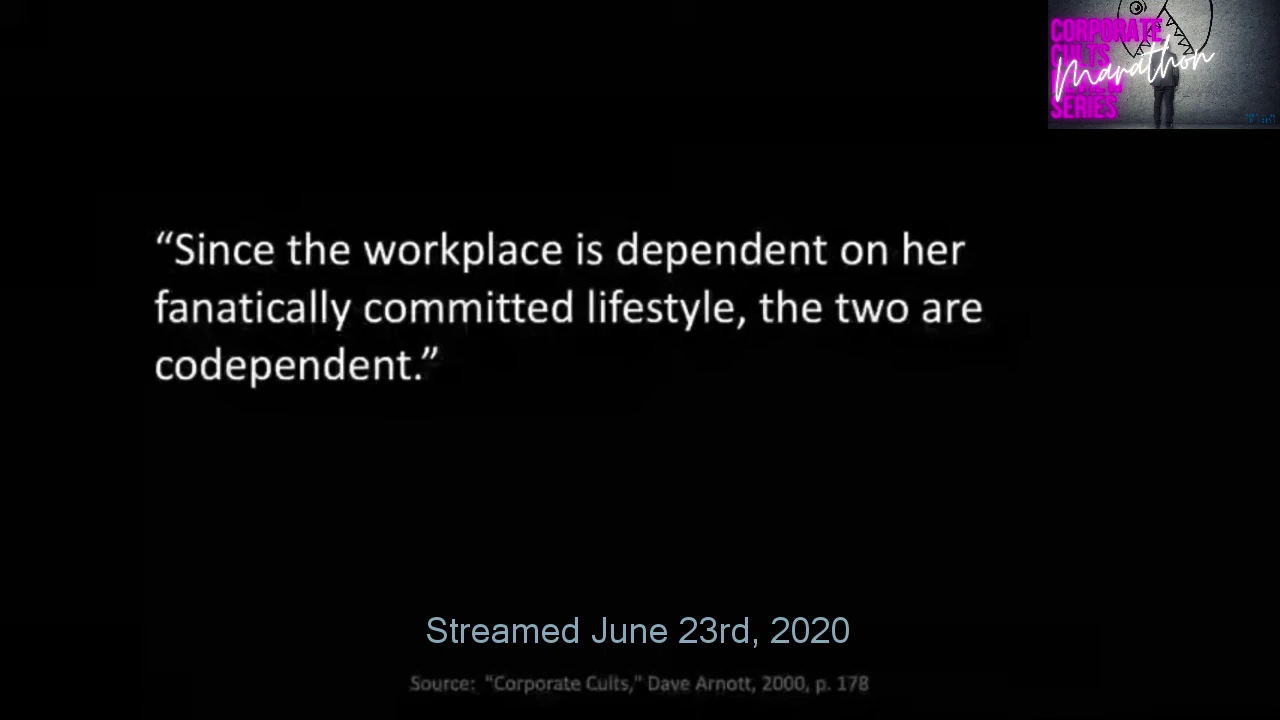 CORPORATE
CULTS
Marathon
SERIES
“Since the workplace is dependent on her
fanatically committed lifestyle, the two are
codependent.”
Streamed June 23rd, 2020
Source: "Corporate Cults," Dave Arnott, 2000, p. 178